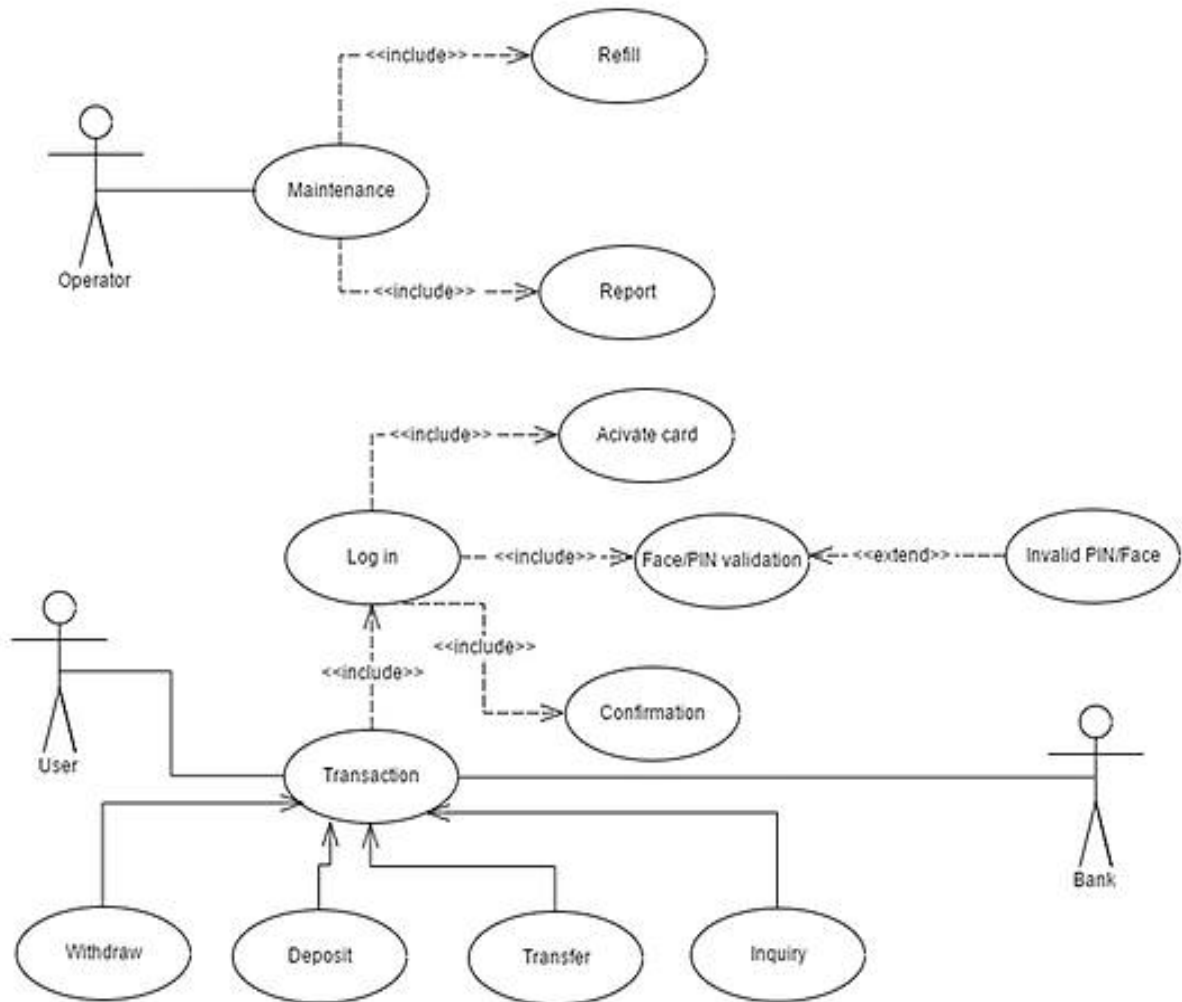 <<include>>
Refill
Maintenance
Operator
<<include>>
Report
<<include>>
Acivate card
Log in
<<include>>
Face/PIN validation
<<extend>>
Invalid PIN/Face
<<include>>
<<include>>
Confirmation
User
Transaction
Bank
Withdraw
Deposit
Transfer
Inquiry